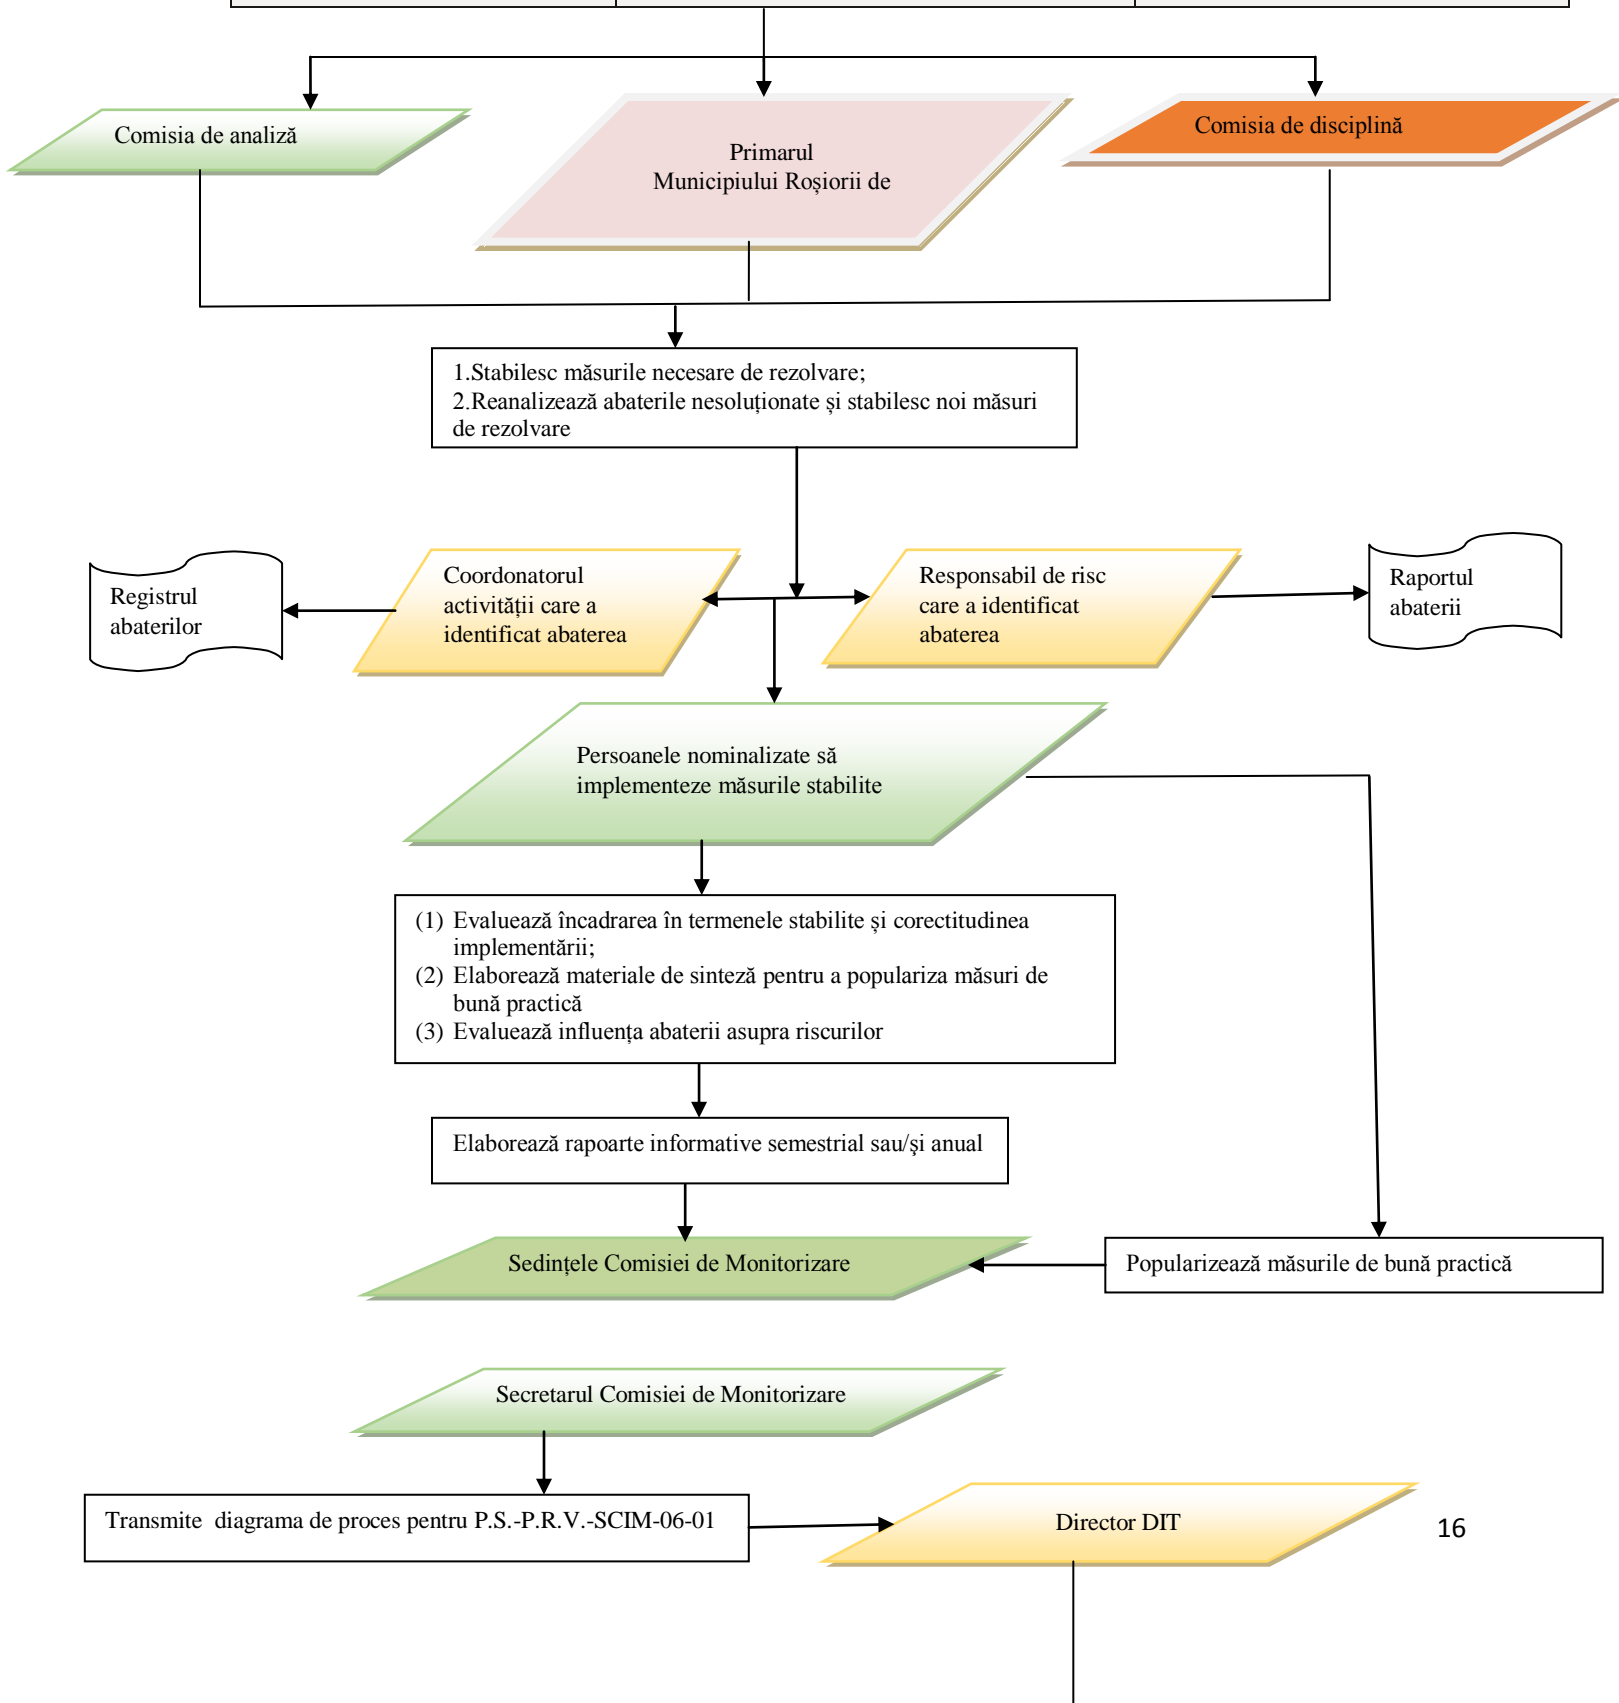 Comisia de analiză
Primarul
Municipiului Roșiorii de
Comisia de disciplină
1.Stabilesc măsurile necesare de rezolvare;
2.Reanalizează abaterile nesoluționate și stabilesc noi măsuri
de rezolvare
Registrul
abaterilor
Coordonatorul
activității care a
identificat abaterea
Responsabil de risc
care a identificat
abaterea
Raportul
abaterii
Persoanele nominalizate să
implementeze măsurile stabilite
(1) Evaluează încadrarea în termenele stabilite și corectitudinea
implementării;
(2) Elaborează materiale de sinteză pentru a populariza măsuri de
bună practică
(3) Evaluează influența abaterii asupra riscurilor
Elaborează rapoarte informative semestrial sau/şi anual
Sedințele Comisiei de Monitorizare
Popularizează măsurile de bună practică
Secretarul Comisiei de Monitorizare
Transmite diagrama de proces pentru P.S.-P.R.V.-SCIM-06-01
Director DIT
16